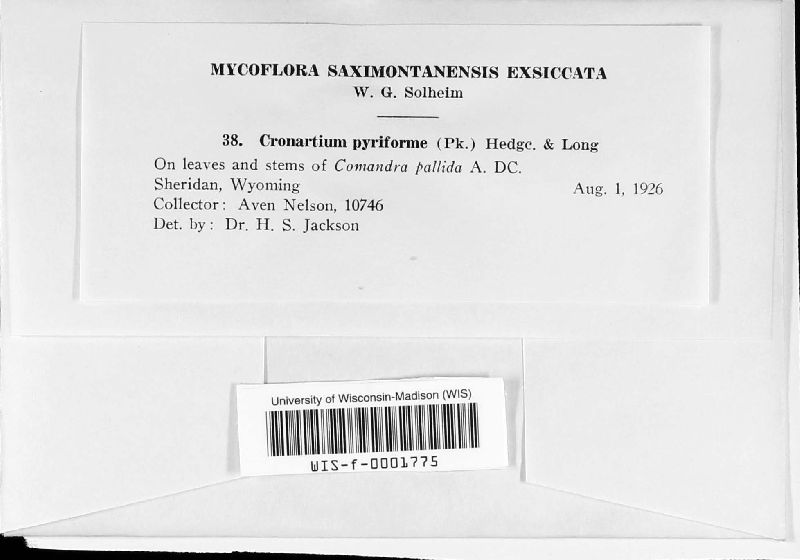 MYCOFLORA SAXIMONTANENSIS EXSICCATA
W. G. Solheim
38. Cronartium pyriforme (Pk.) Hedgc. & Long
On leaves and stems of Comandra pallida A. DC.
Sheridan, Wyoming Aug. 1, 1926
Collector: Aven Nelson, 10746
Det. by: Dr. H. S. Jackson
University of Wisconsin-Madison (WIS)
WIS-f-0001775